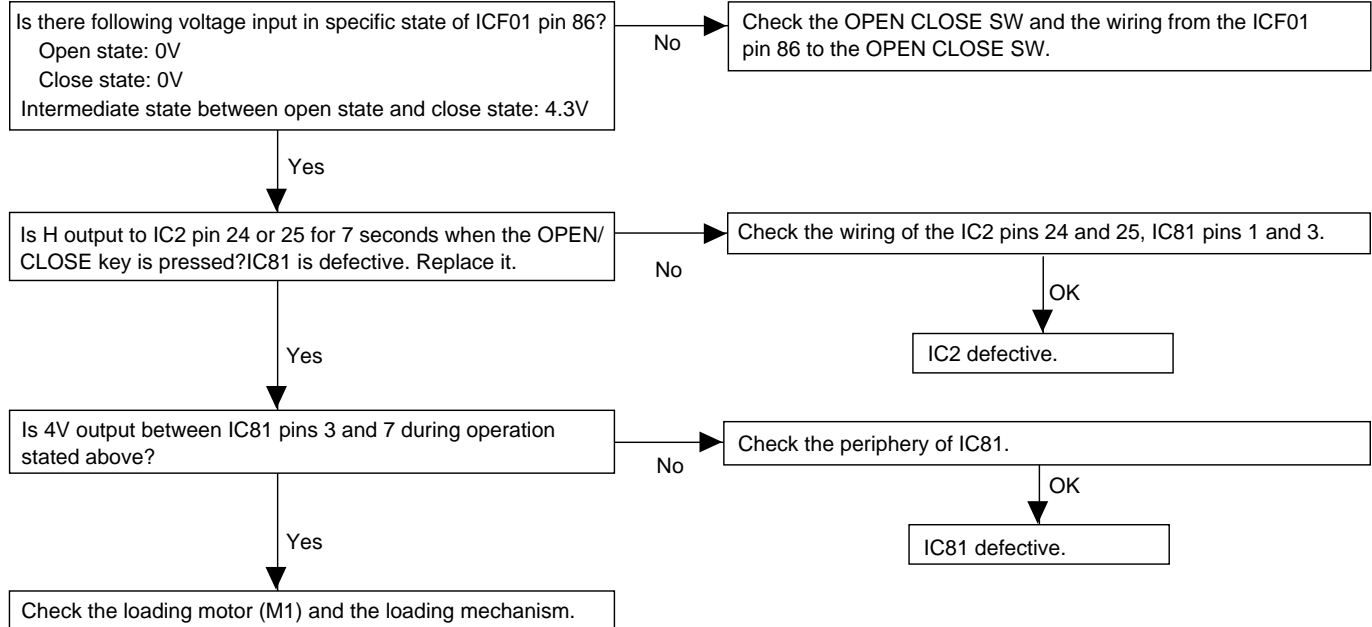 Is there following voltage input in specific state of ICF01 pin 86?
Open state: 0V
Close state: 0V
Intermediate state between open state and close state: 4.3V
No
Check the OPEN CLOSE SW and the wiring from the ICF01
pin 86 to the OPEN CLOSE SW.
Yes
Is H output to IC2 pin 24 or 25 for 7 seconds when the OPEN/
CLOSE key is pressed?IC81 is defective. Replace it.
No
Check the wiring of the IC2 pins 24 and 25, IC81 pins 1 and 3.
OK
IC2 defective.
Yes
Is 4V output between IC81 pins 3 and 7 during operation
stated above?
No
Check the periphery of IC81.
OK
IC81 defective.
Yes
Check the loading motor (M1) and the loading mechanism.